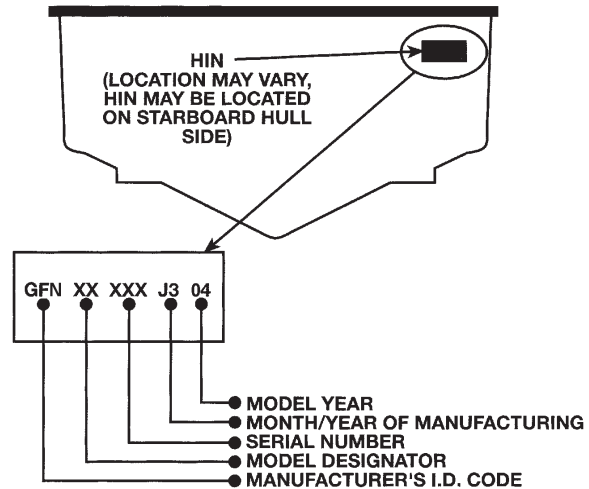 HIN
(LOCATION MAY VARY,
HIN MAY BE LOCATED
ON STARBOARD HULL
SIDE)
GFN XX XXX J3 04
MODEL YEAR
MONTH/YEAR OF MANUFACTURING
SERIAL NUMBER
MODEL DESIGNATOR
MANUFACTURER'S I.D. CODE